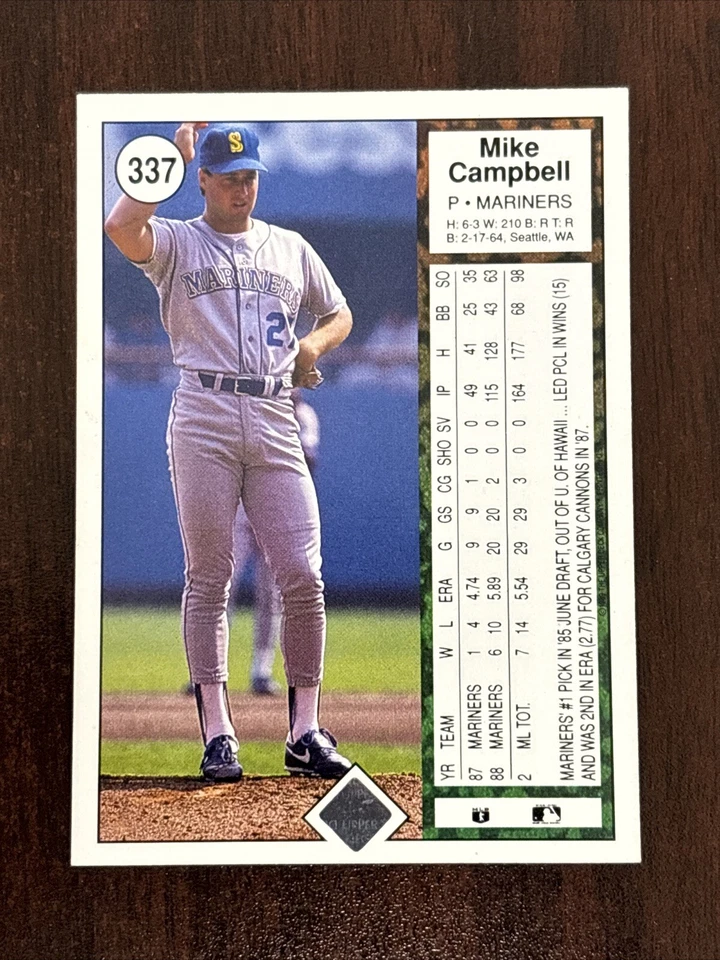 337
S
MARINERS
2
Mike
Campbell
P • MARINERS
H: 6-3 W: 210 B: R T: R
B: 2-17-64, Seattle, WA
YR TEAM W L ERA G GS CG SHO SV IP H BB SO
87 MARINERS 1 4 4.74 9 9 1 0 0 49 41 25 35
88 MARINERS 6 10 5.89 20 20 2 0 0 115 128 43 63
2 ML TOT. 7 14 5.54 29 29 3 0 0 164 177 68 98
MARINERS' #1 PICK IN '85 JUNE DRAFT, OUT OF U. OF HAWAII ... LED PCL IN WINS (15)
AND WAS 2ND IN ERA (2.77) FOR CALGARY CANNONS IN '87.
UPPER